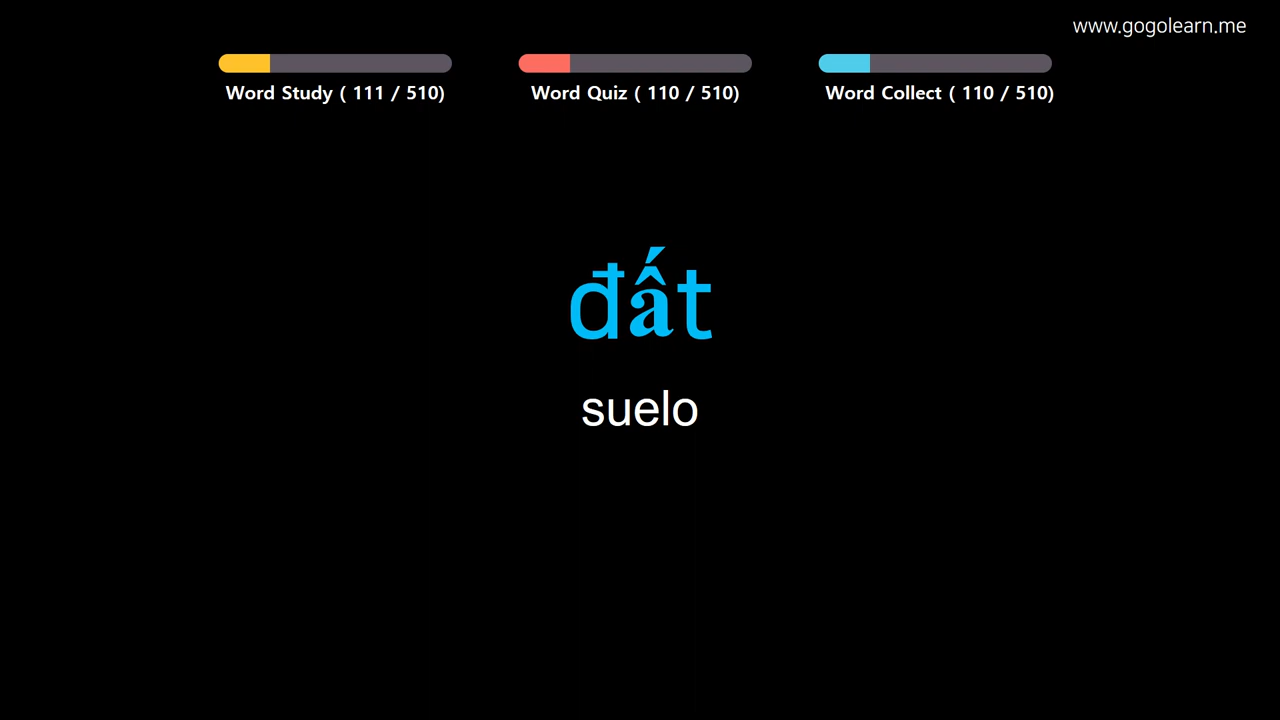 www.gogolearn.me
Word Study ( 111 / 510)
Word Quiz ( 110 / 510)
Word Collect ( 110 / 510)
đất
suelo